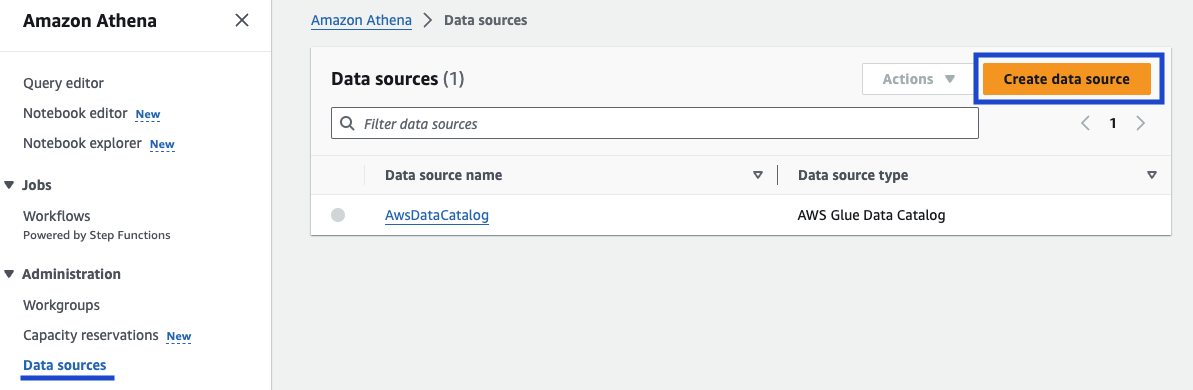 Amazon Athena
Query editor
Notebook editor New
Notebook explorer New
Jobs
Workflows
Powered by Step Functions
Administration
Workgroups
Capacity reservations New
Data sources
Amazon Athena > Data sources
Data sources (1)
Actions
Create data source
Filter data sources
1
Data source name
Data source type
AwsDataCatalog
AWS Glue Data Catalog